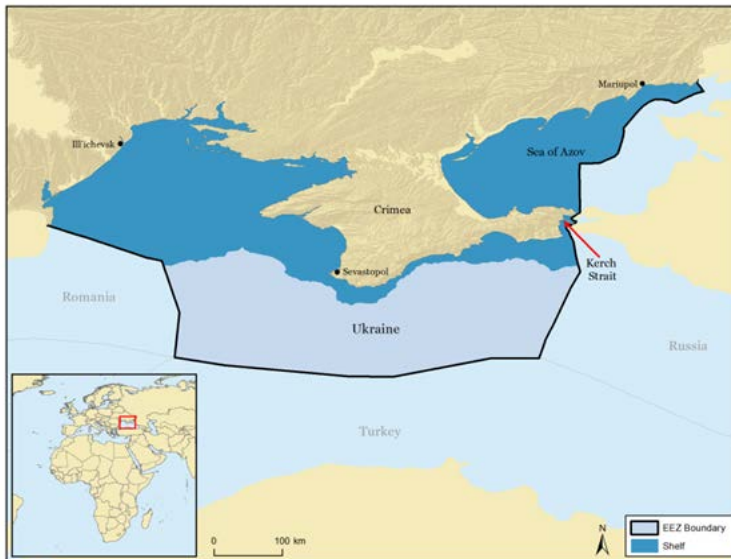 Mariupol
Ill'ichevsk
Sea of Azov
Crimea
Sevastopol
Kerch
Strait
Romania
Ukraine
Russia
Turkey
0 100 km
N
EEZ Boundary
Shelf